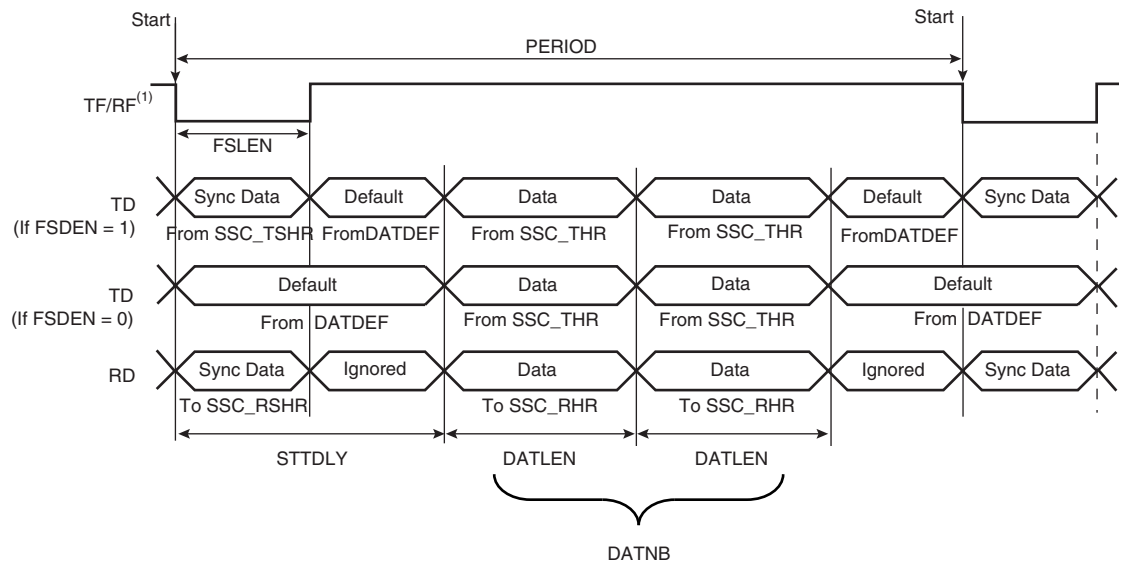 Start
Start
PERIOD
TF/RF(1)
FSLEN
TD
(If FSDEN = 1)
Sync Data
Default
Data
Data
Default
Sync Data
From SSC_TSHR
FromDATDEF
From SSC_THR
From SSC_THR
FromDATDEF
TD
(If FSDEN = 0)
Default
Data
Data
Default
From DATDEF
From SSC_THR
From SSC_THR
From DATDEF
RD
Sync Data
Ignored
Data
Data
Ignored
Sync Data
To SSC_RSHR
To SSC_RHR
To SSC_RHR
STTDLY
DATLEN
DATLEN
DATNB